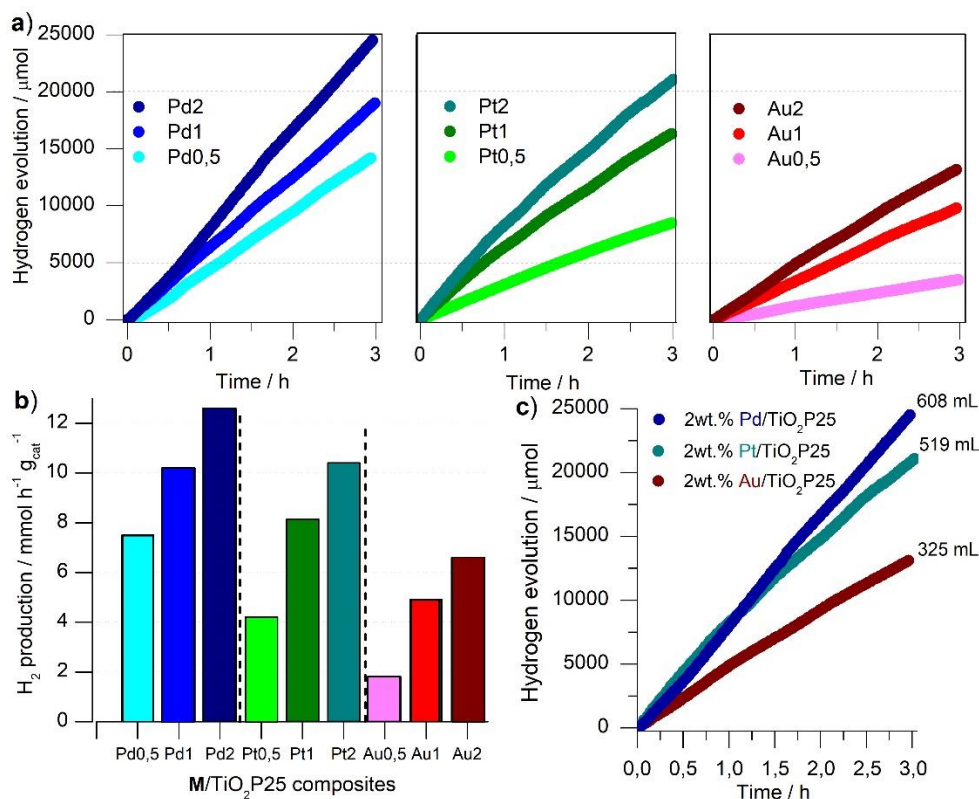 a)
Hydrogen evolution / μmol
25000
20000
15000
10000
5000
0
Pd2
Pd1
Pd0,5
0 1 2 3
Time / h
Pt2
Pt1
Pt0,5
0 1 2 3
Time / h
Au2
Au1
Au0,5
0 1 2 3
Time / h
b)
H₂ production / mmol h⁻¹ g_cat⁻¹
12
10
8
6
4
2
0
Pd0,5 Pd1 Pd2 Pt0,5 Pt1 Pt2 Au0,5 Au1 Au2
M/TiO₂P25 composites
c)
Hydrogen evolution / μmol
25000
20000
15000
10000
5000
0
2wt.% Pd/TiO₂P25
2wt.% Pt/TiO₂P25
2wt.% Au/TiO₂P25
608 mL
519 mL
325 mL
0,0 0,5 1,0 1,5 2,0 2,5 3,0
Time / h